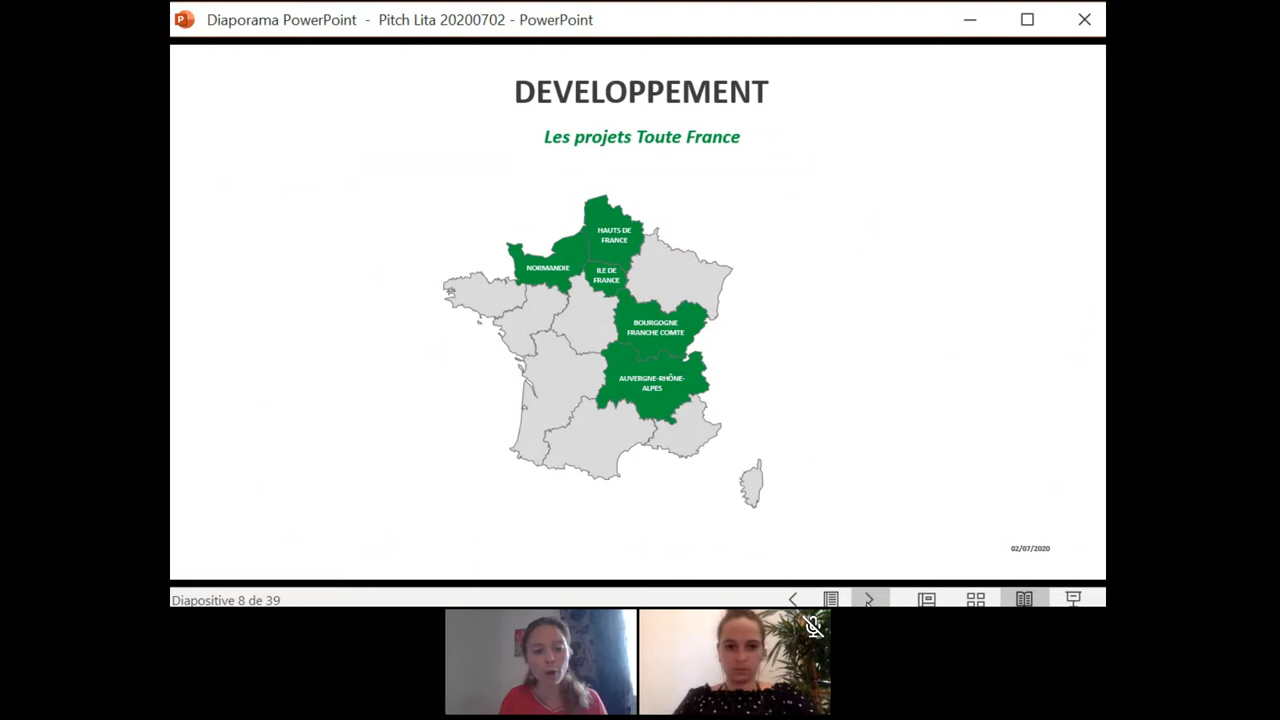 Diaporama PowerPoint - Pitch Lita 20200702 - PowerPoint
DEVELOPPEMENT
Les projets Toute France
HAUTS DE
FRANCE
NORMANDIE
ILE DE
FRANCE
BOURGOGNE
FRANCHE COMTE
AUVERGNE-RHÔNE-
ALPES
02/07/2020
Diapositive 8 de 39